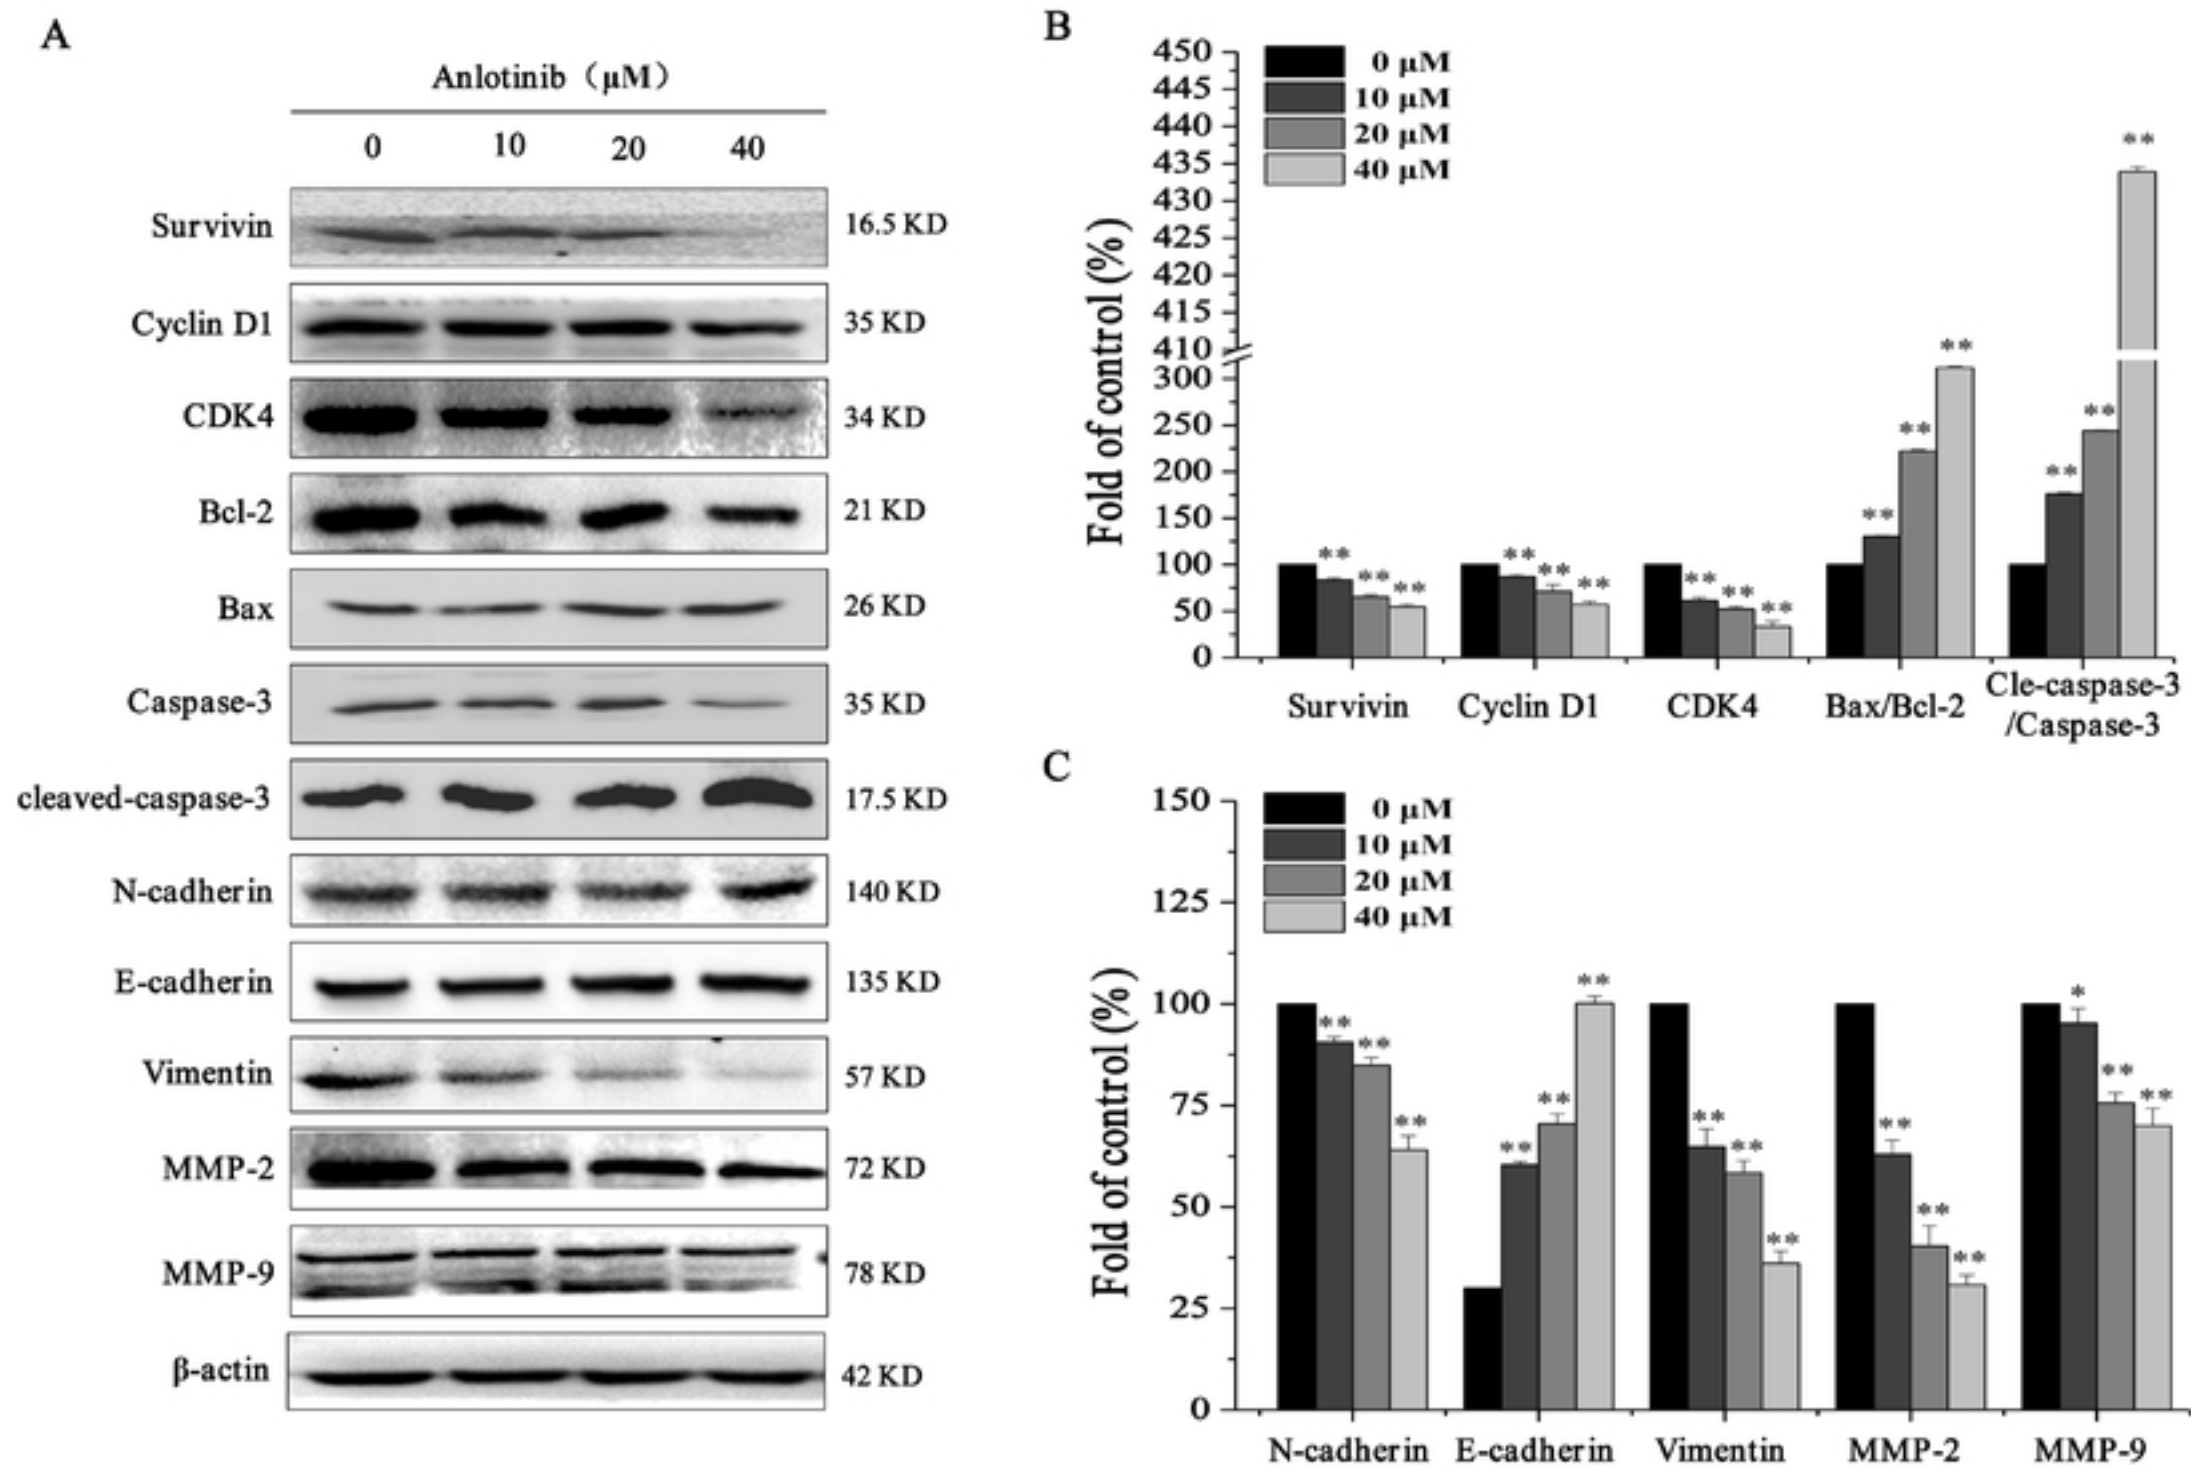 A
Anlotinib（μM）
0 10 20 40
Survivin 16.5 KD
Cyclin D1 35 KD
CDK4 34 KD
Bcl-2 21 KD
Bax 26 KD
Caspase-3 35 KD
cleaved-caspase-3 17.5 KD
N-cadherin 140 KD
E-cadherin 135 KD
Vimentin 57 KD
MMP-2 72 KD
MMP-9 78 KD
β-actin 42 KD
B
Fold of control (%)
450
445
440
435
430
425
420
415
410
300
250
200
150
100
50
0
0 μM
10 μM
20 μM
40 μM
** ** **
** ** **
** ** **
** ** **
** ** **
Survivin Cyclin D1 CDK4 Bax/Bcl-2 Cle-caspase-3
/Caspase-3
C
Fold of control (%)
150
125
100
75
50
25
0
0 μM
10 μM
20 μM
40 μM
** ** **
** ** **
** ** **
** ** **
* ** **
N-cadherin E-cadherin Vimentin MMP-2 MMP-9